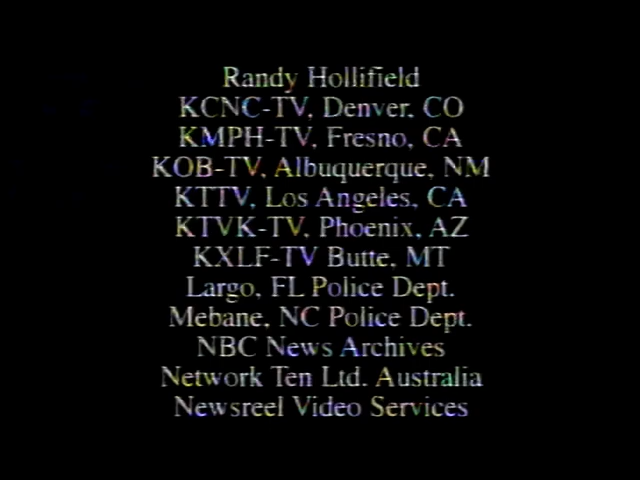 Randy Hollifield
KCNC-TV, Denver, CO
KMPH-TV, Fresno, CA
KOB-TV, Albuquerque, NM
KTTV, Los Angeles, CA
KTVK-TV, Phoenix, AZ
KXLF-TV Butte, MT
Largo, FL Police Dept.
Mebane, NC Police Dept.
NBC News Archives
Network Ten Ltd. Australia
Newsreel Video Services